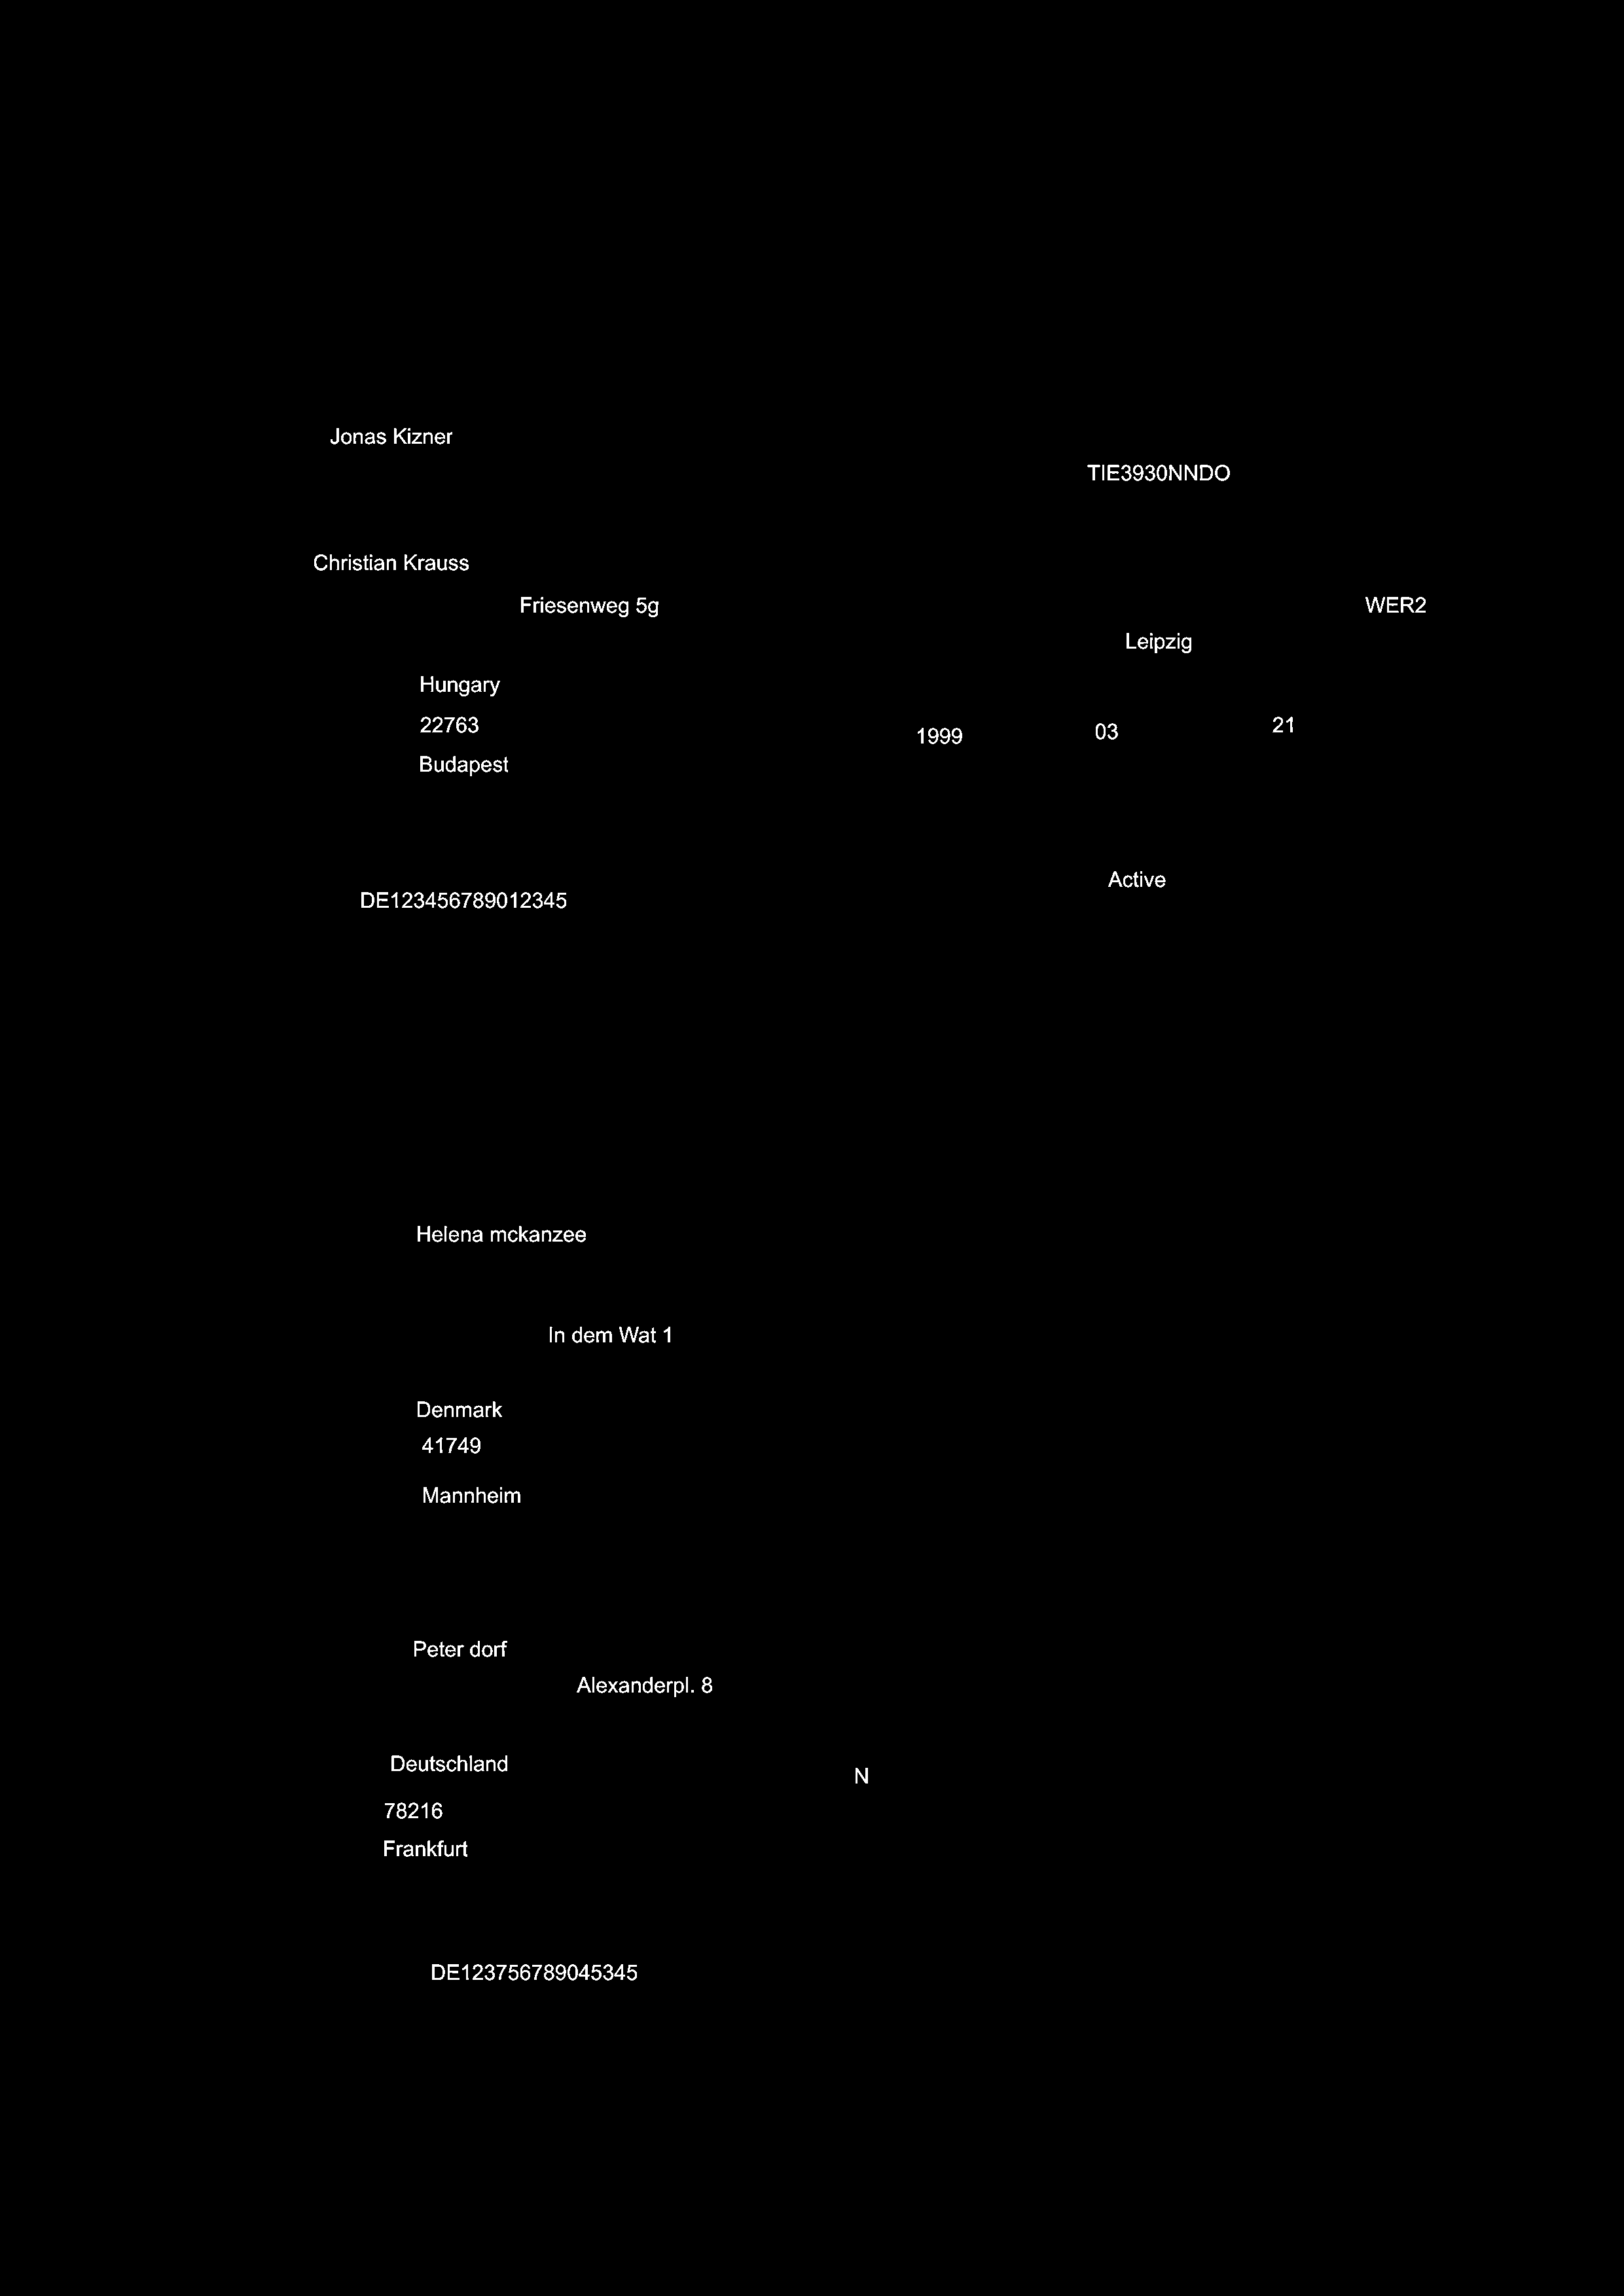 Jonas Kizner
TIE3930NNDO
Christian Krauss
Friesenweg 5g
WER2
Leipzig
Hungary
22763
1999 03 21
Budapest
Active
DE123456789012345
Helena mckanzee
In dem Wat 1
Denmark
41749
Mannheim
Peter dorf
Alexanderpl. 8
Deutschland
N
78216
Frankfurt
DE123756789045345